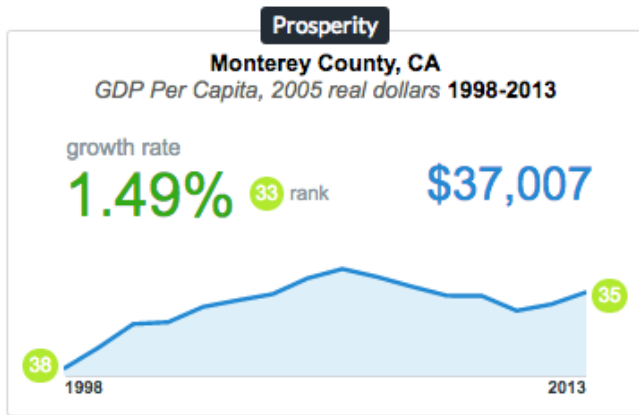 Prosperity
Monterey County, CA
GDP Per Capita, 2005 real dollars 1998-2013
growth rate
1.49% 33 rank $37,007
35
38
1998 2013